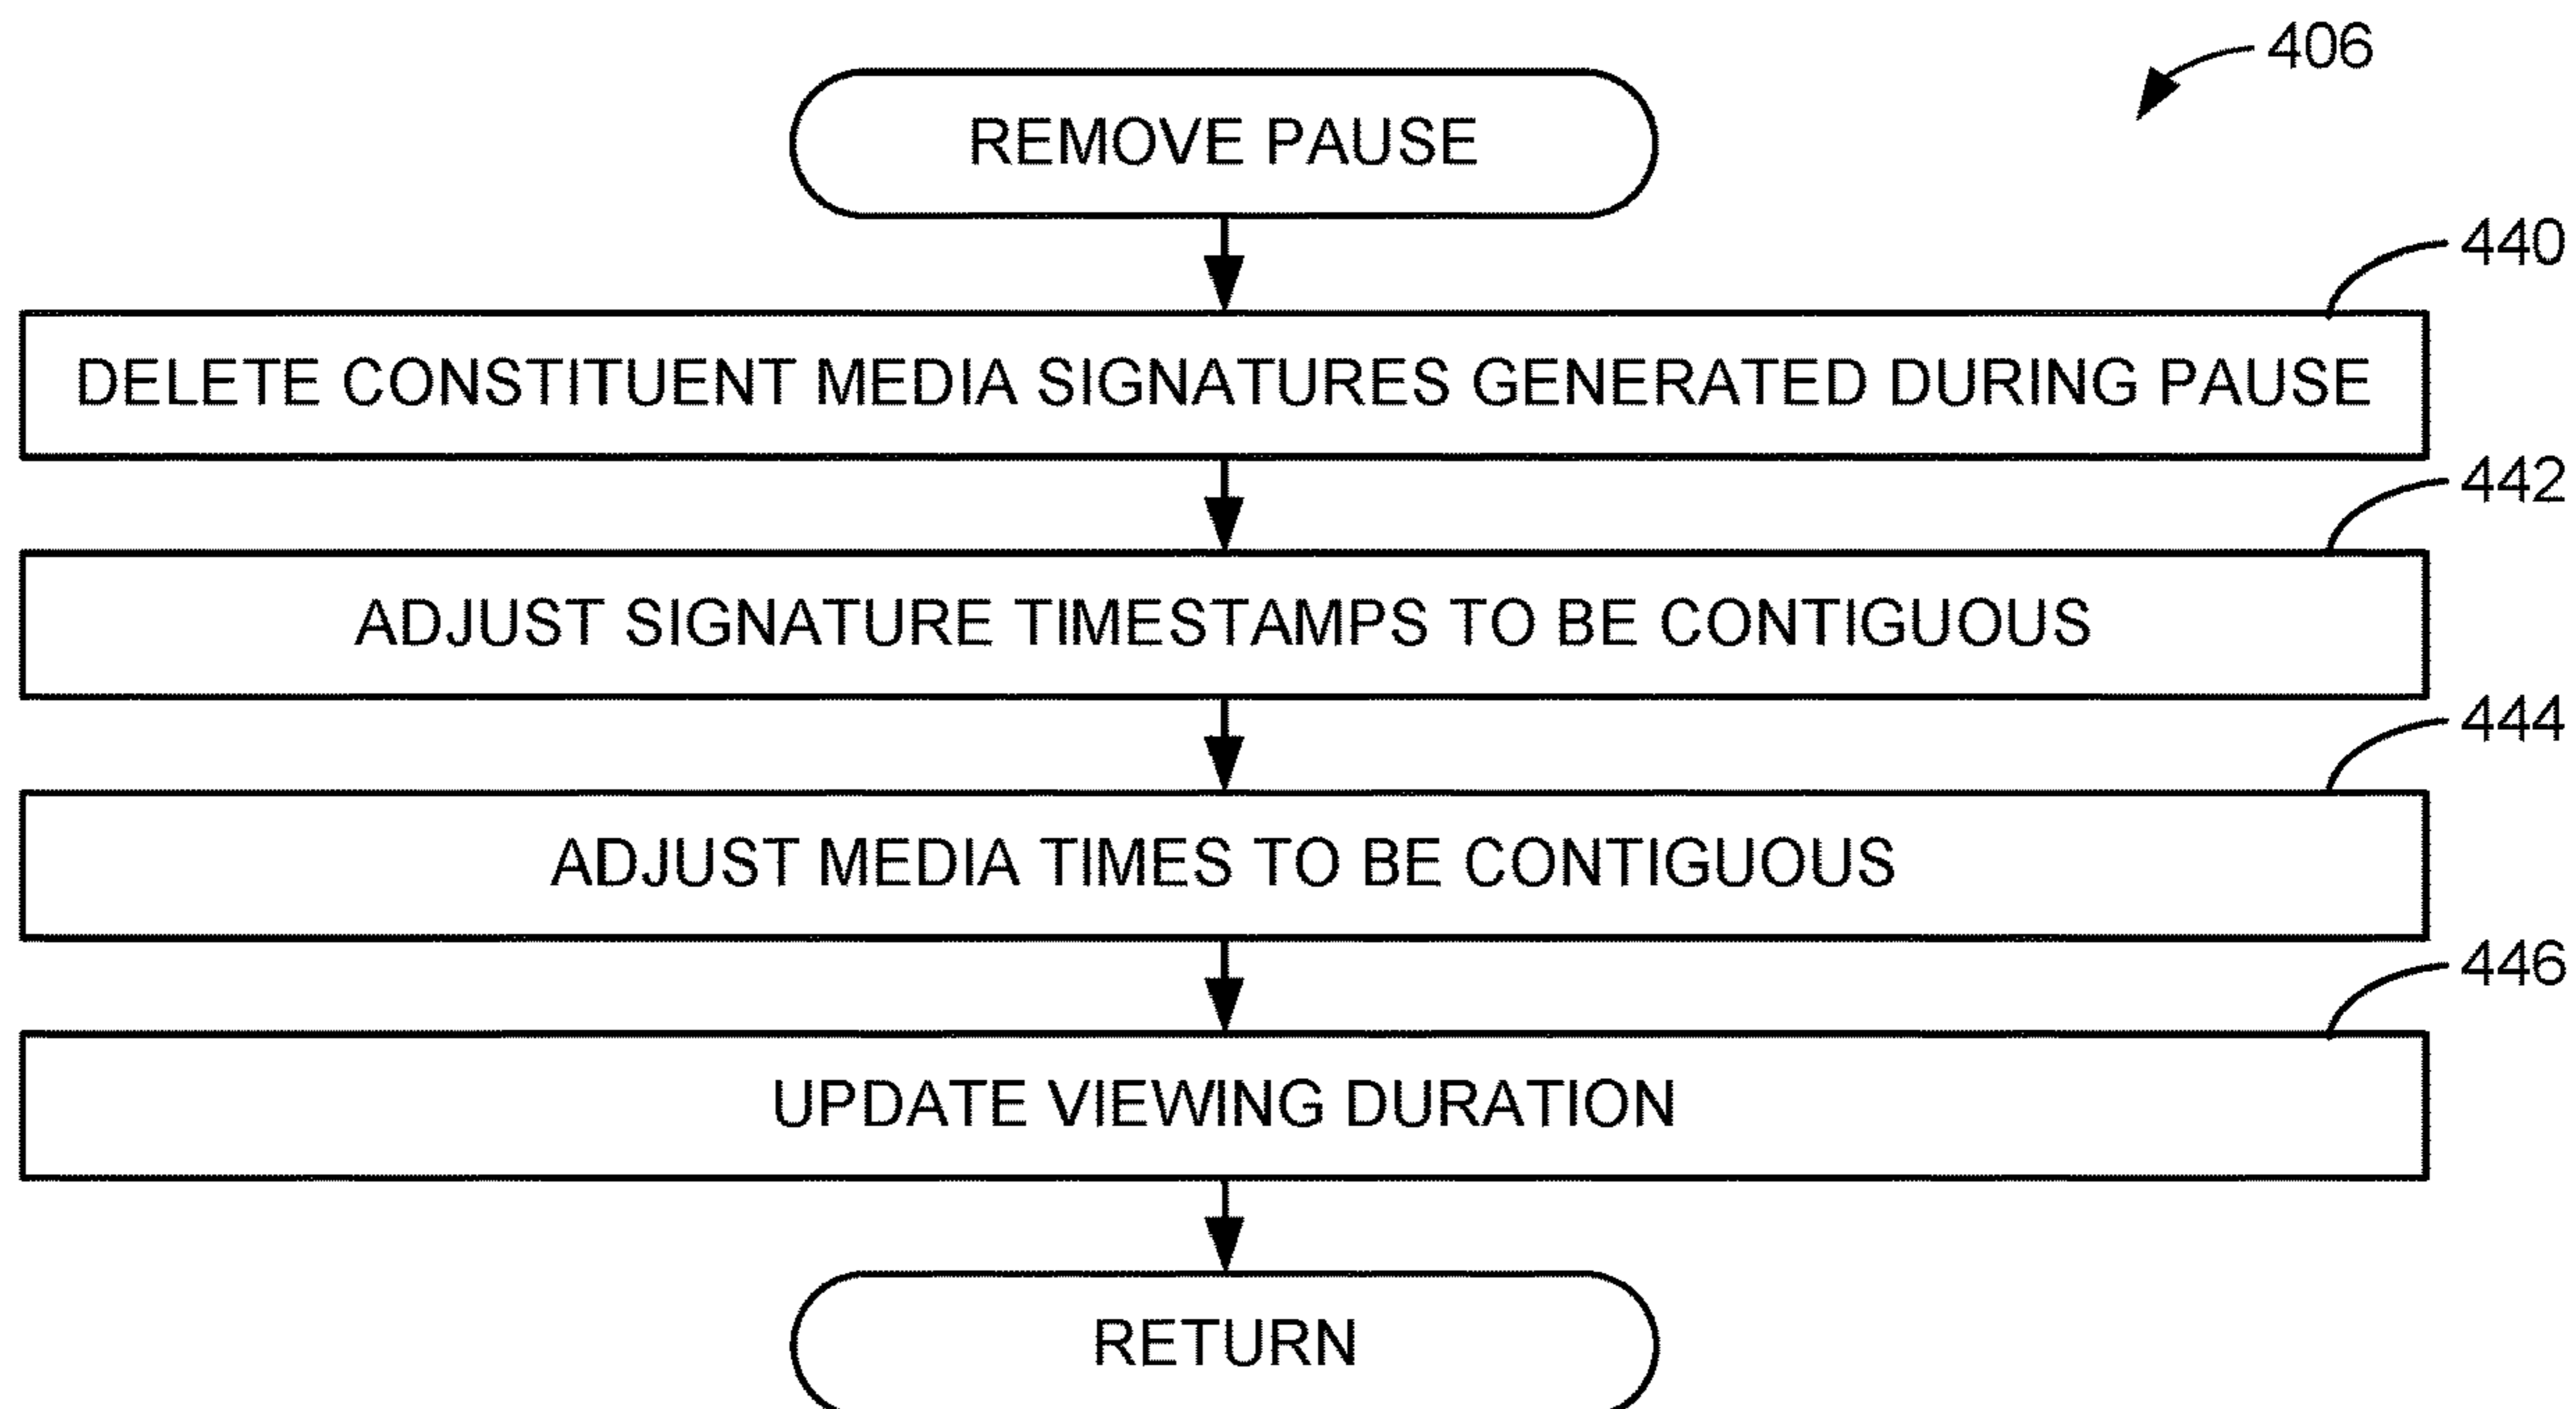 406
REMOVE PAUSE
440
DELETE CONSTITUENT MEDIA SIGNATURES GENERATED DURING PAUSE
442
ADJUST SIGNATURE TIMESTAMPS TO BE CONTIGUOUS
444
ADJUST MEDIA TIMES TO BE CONTIGUOUS
446
UPDATE VIEWING DURATION
RETURN